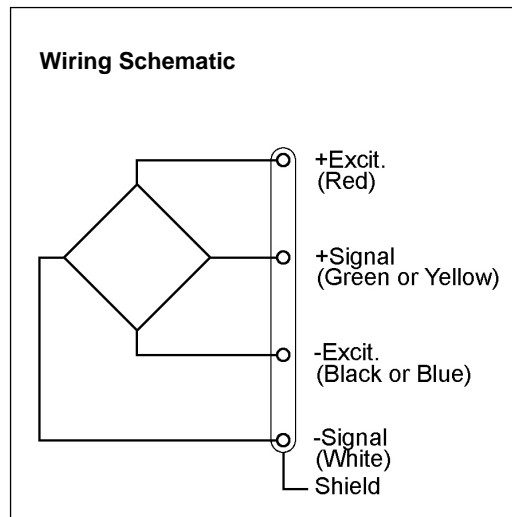 Wiring Schematic
+Excit.
(Red)
+Signal
(Green or Yellow)
-Excit.
(Black or Blue)
-Signal
(White)
Shield